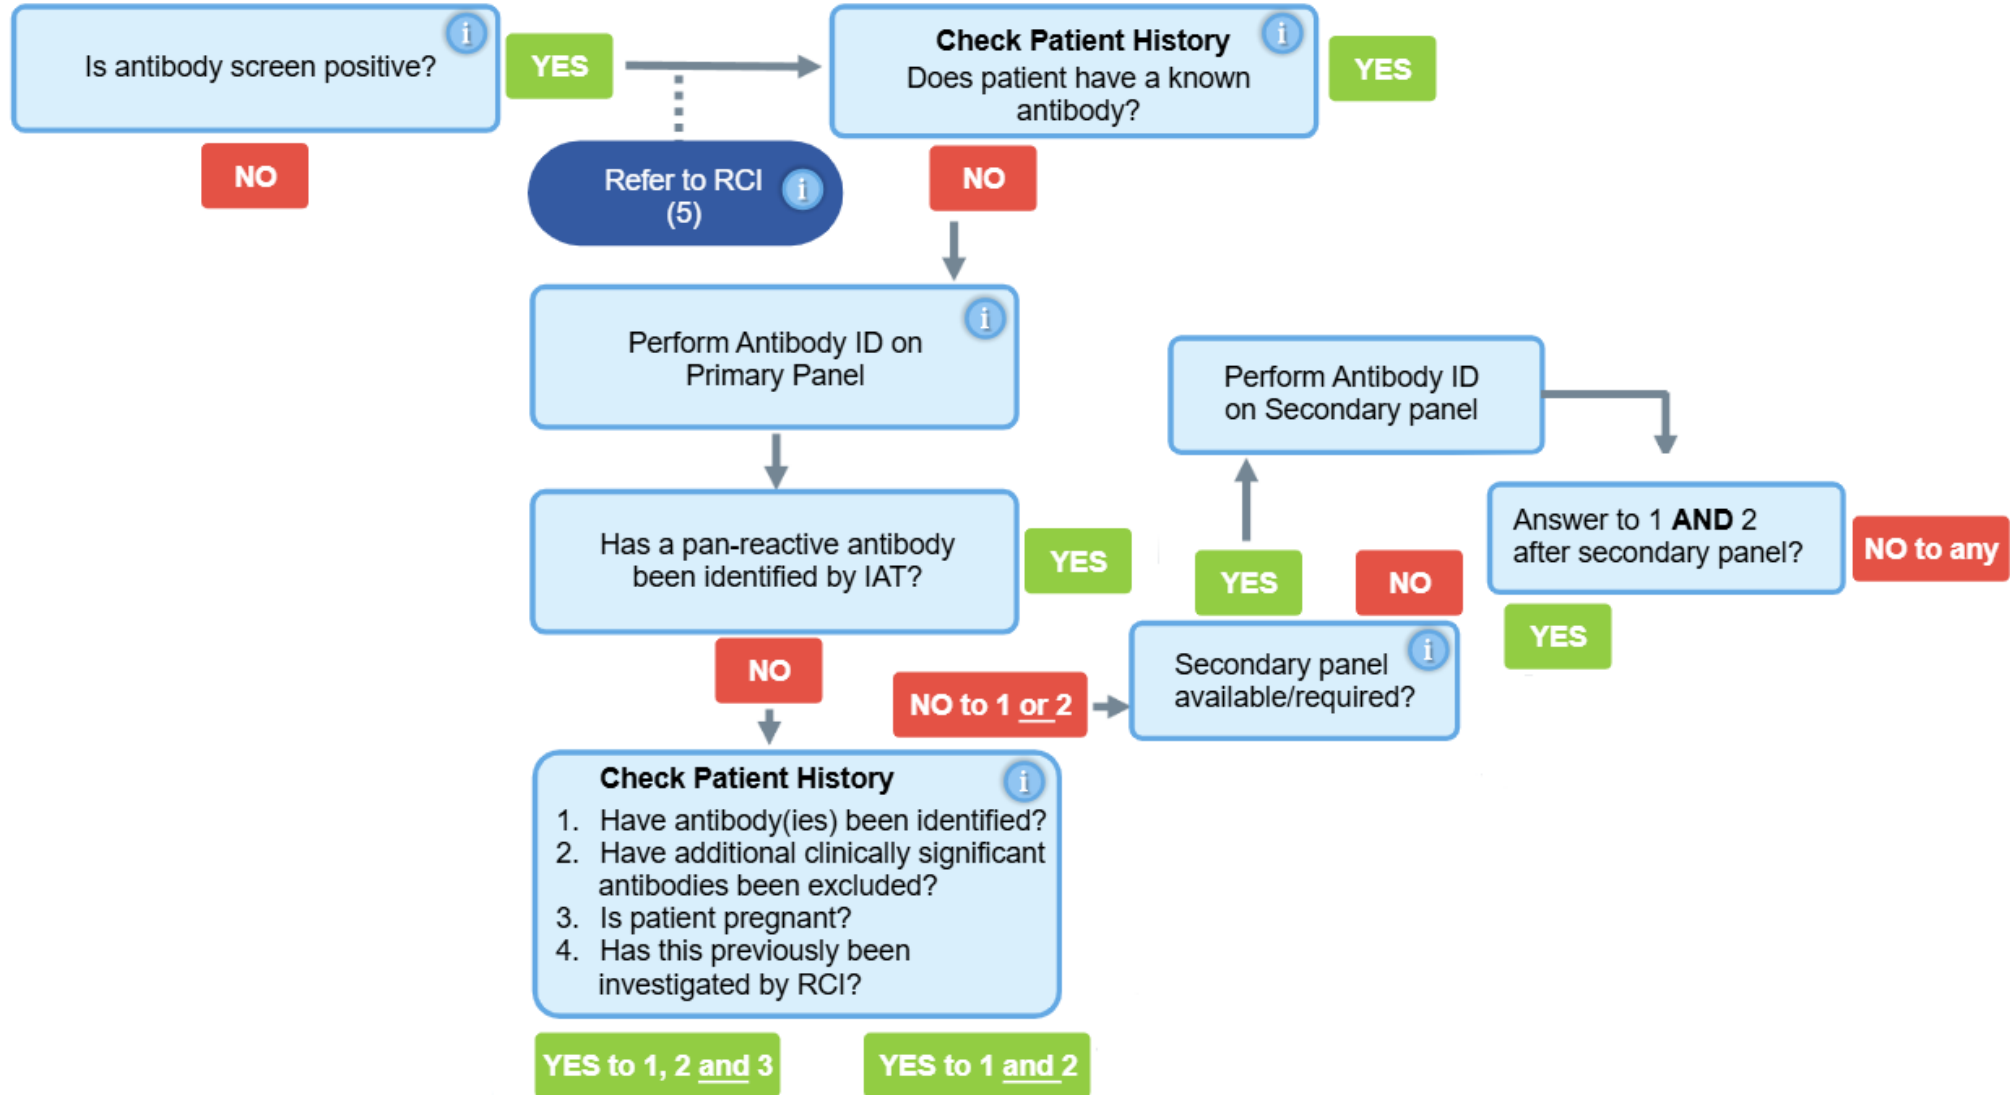 Is antibody screen positive?
YES
NO
Refer to RCI
(5)
Check Patient History
Does patient have a known
antibody?
YES
NO
Perform Antibody ID on
Primary Panel
Has a pan-reactive antibody
been identified by IAT?
YES
NO
Check Patient History
1. Have antibody(ies) been identified?
2. Have additional clinically significant
antibodies been excluded?
3. Is patient pregnant?
4. Has this previously been
investigated by RCI?
YES to 1, 2 and 3
YES to 1 and 2
NO to 1 or 2
Secondary panel
available/required?
YES
NO
Perform Antibody ID
on Secondary panel
Answer to 1 AND 2
after secondary panel?
NO to any
YES